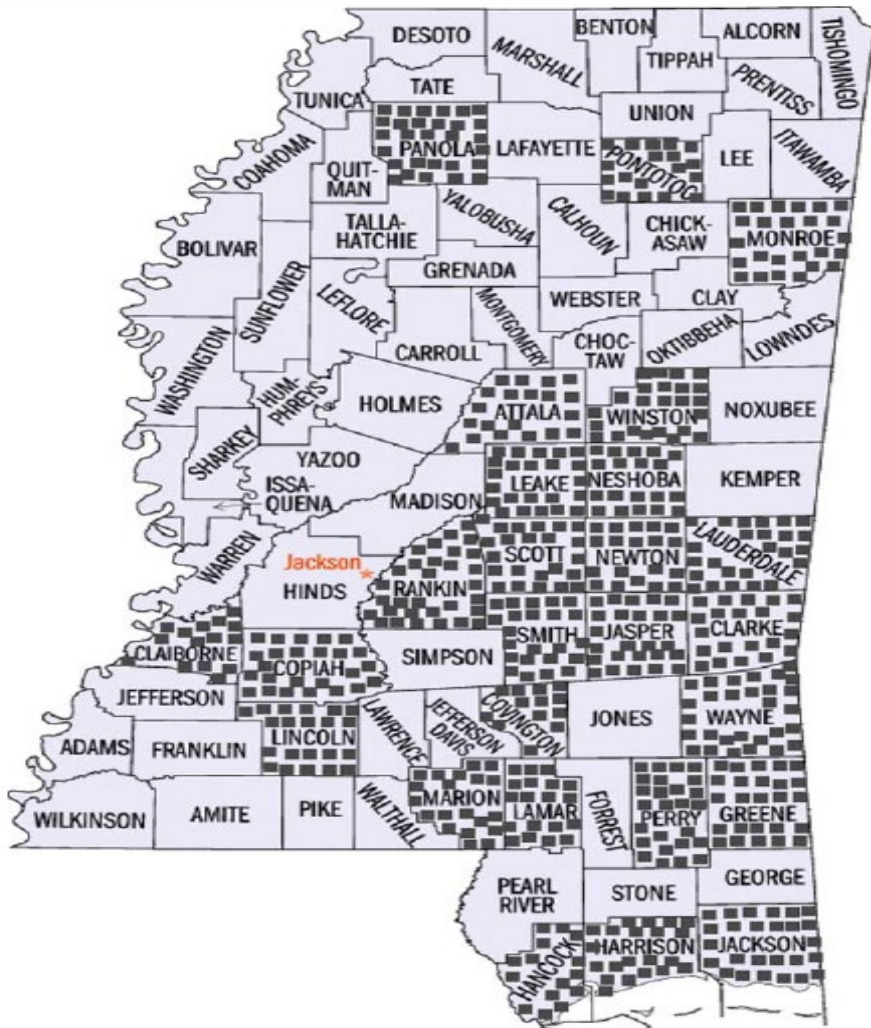 DESOTO
BENTON
ALCORN
TISHOMINGO
MARSHALL
TIPPAH
TATE
PRENTISS
TUNICA
UNION
PANOLA
LAFAYETTE
PONTOTOC
LEE
ITAWAMBA
COAHOMA
QUIT-
MAN
YALOBUSHA
CALHOUN
TALLA-
HATCHIE
CHICK-
ASAW
MONROE
BOLIVAR
GRENADA
SUNFLOWER
LEFLORE
WEBSTER
CLAY
MONTGOMERY
CARROLL
CHOC-
TAW
OKTIBBEHA
LOWNDES
WASHINGTON
HUM-
PHREYS
HOLMES
ATTALA
WINSTON
NOXUBEE
SHARKEY
YAZOO
ISSA-
QUENA
MADISON
LEAKE
NESHOBA
KEMPER
WARREN
Jackson
*
HINDS
RANKIN
SCOTT
NEWTON
LAUDERDALE
CLAIBORNE
COPIAH
SIMPSON
SMITH
JASPER
CLARKE
JEFFERSON
LINCOLN
LAWRENCE
JEFFERSON
DAVIS
COVINGTON
JONES
WAYNE
ADAMS
FRANKLIN
WILKINSON
AMITE
PIKE
WALTHALL
MARION
LAMAR
FORREST
PERRY
GREENE
PEARL
RIVER
STONE
GEORGE
HANCOCK
HARRISON
JACKSON